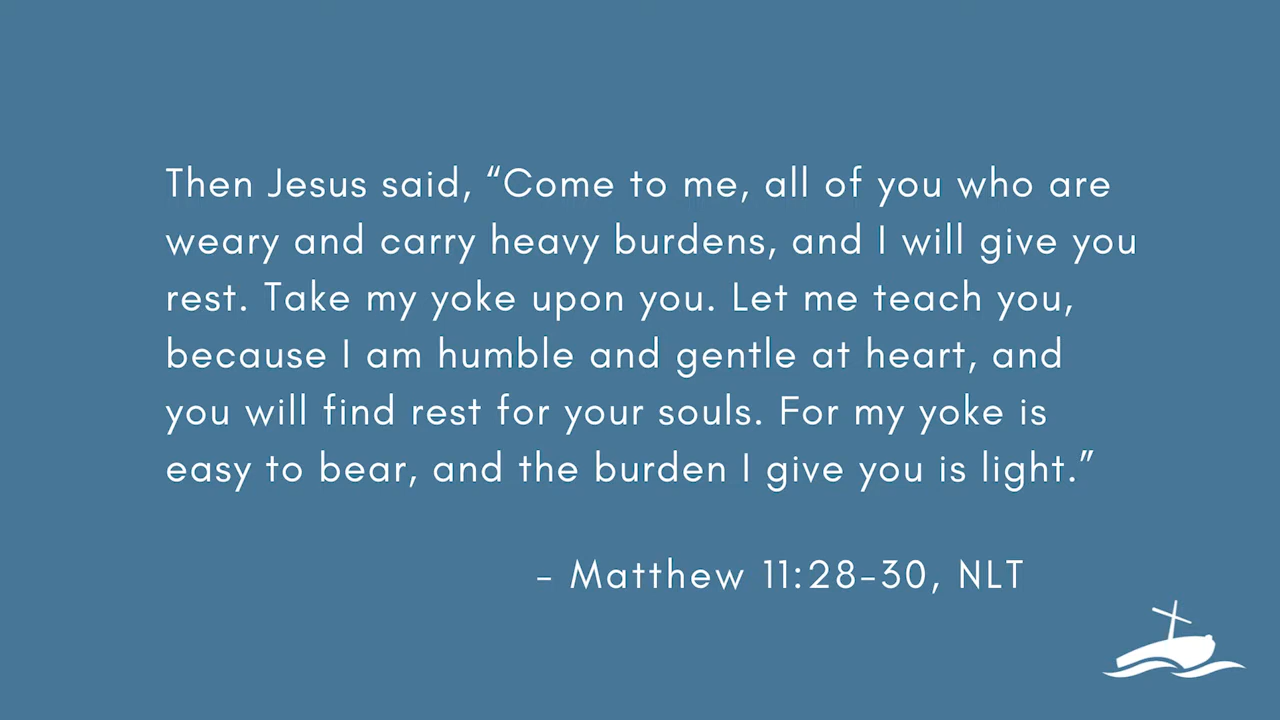 Then Jesus said, “Come to me, all of you who are
weary and carry heavy burdens, and I will give you
rest. Take my yoke upon you. Let me teach you,
because I am humble and gentle at heart, and
you will find rest for your souls. For my yoke is
easy to bear, and the burden I give you is light.”
- Matthew 11:28-30, NLT